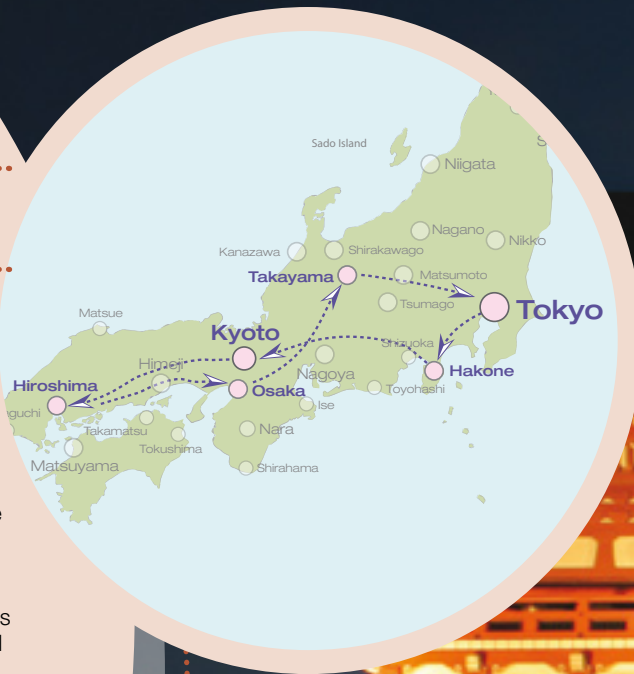 Sado Island
Niigata
Nagano
Nikko
Kanazawa
Shirakawago
Takayama
Matsumoto
Tsumago
Tokyo
Matsue
Kyoto
Shizuoka
Himeji
Nagoya
Hakone
Hiroshima
Osaka
Toyohashi
Ise
Takamatsu
Nara
Tokushima
Matsuyama
Shirahama